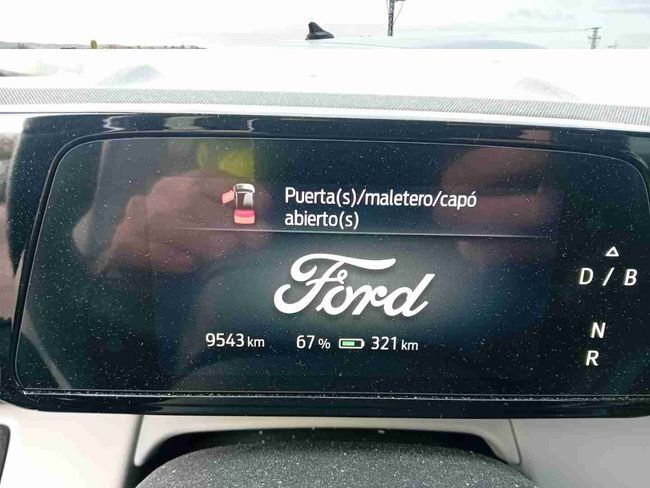 Puerta(s)/maletero/capó
abierto(s)
Ford
9543 km 67 % 321 km
D / B
N
R